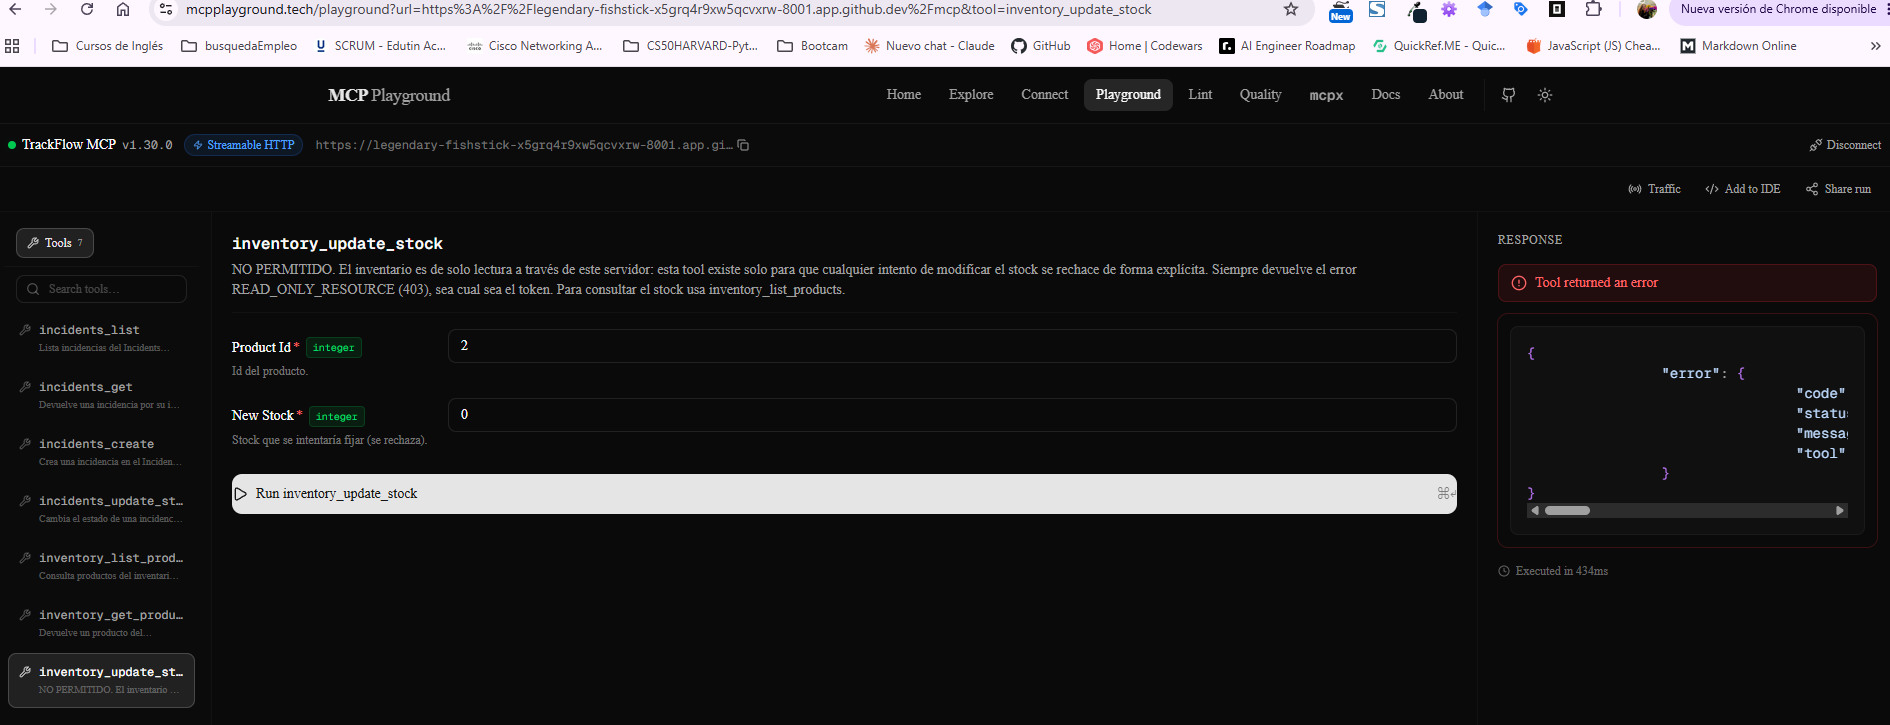 mcpplayground.tech/playground?url=https%3A%2F%2Flegendary-fishstick-x5grq4r9xw5qcvxrw-8001.app.github.dev%2Fmcp&tool=inventory_update_stock
New
Nueva versión de Chrome disponible
Cursos de Inglés
busquedaEmpleo
SCRUM - Edutin Ac...
Cisco Networking A...
CS50HARVARD-Pyt...
Bootcam
Nuevo chat - Claude
GitHub
Home | Codewars
AI Engineer Roadmap
QuickRef.ME - Quic...
JavaScript (JS) Chea...
Markdown Online
MCP Playground
Home
Explore
Connect
Playground
Lint
Quality
mcpx
Docs
About
TrackFlow MCP v1.30.0
Streamable HTTP
https://legendary-fishstick-x5grq4r9xw5qcvxrw-8001.app.gi…
Disconnect
Traffic
Add to IDE
Share run
Tools 7
Search tools...
incidents_list
Lista incidencias del Incidents…
incidents_get
Devuelve una incidencia por su i…
incidents_create
Crea una incidencia en el Inciden…
incidents_update_st…
Cambia el estado de una incidenc…
inventory_list_prod…
Consulta productos del inventari…
inventory_get_produ…
Devuelve un producto del…
inventory_update_st…
NO PERMITIDO. El inventario …
inventory_update_stock
NO PERMITIDO. El inventario es de solo lectura a través de este servidor: esta tool existe solo para que cualquier intento de modificar el stock se rechace de forma explícita. Siempre devuelve el error
READ_ONLY_RESOURCE (403), sea cual sea el token. Para consultar el stock usa inventory_list_products.
Product Id * integer
2
Id del producto.
New Stock * integer
0
Stock que se intentaría fijar (se rechaza).
Run inventory_update_stock
⌘↵
RESPONSE
Tool returned an error
{
"error": {
"code"
"statu
"messa
"tool"
}
}
Executed in 434ms